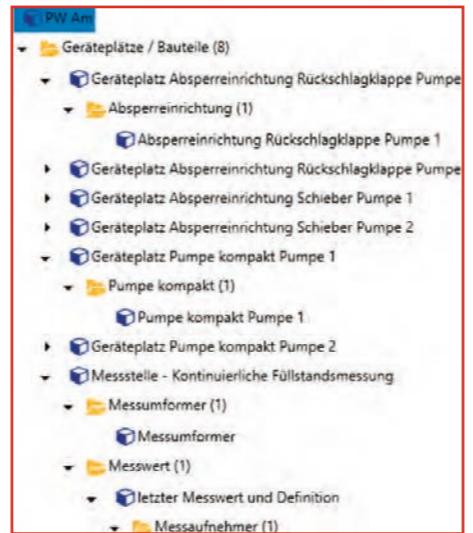 PW Am
Geräteplätze / Bauteile (8)
Geräteplatz Absperreinrichtung Rückschlagklappe Pumpe
Absperreinrichtung (1)
Absperreinrichtung Rückschlagklappe Pumpe 1
Geräteplatz Absperreinrichtung Rückschlagklappe Pumpe
Geräteplatz Absperreinrichtung Schieber Pumpe 1
Geräteplatz Absperreinrichtung Schieber Pumpe 2
Geräteplatz Pumpe kompakt Pumpe 1
Pumpe kompakt (1)
Pumpe kompakt Pumpe 1
Geräteplatz Pumpe kompakt Pumpe 2
Messstelle - Kontinuierliche Füllstandsmessung
Messumformer (1)
Messumformer
Messwert (1)
letzter Messwert und Definition
Messaufnehmer (1)